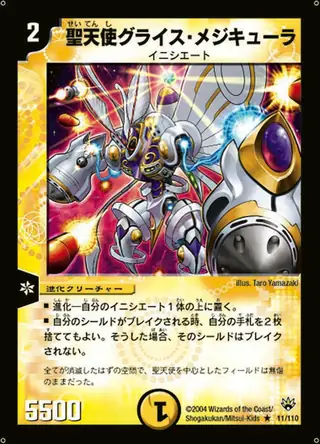 2
せいてんし
聖天使グライス・メジキューラ
イニシエート
illus. Taro Yamazaki
進化クリーチャー
■進化—自分のイニシエート1体の上に置く。
■自分のシールドがブレイクされる時、自分の手札を2枚
捨ててもよい。そうした場合、そのシールドはブレイク
されない。
全てが消滅したはずの空間で、聖天使を中心としたフィールドは無傷
のままだった。
5500
1
©2004 Wizards of the Coast/
Shogakukan/Mitsui-Kids ★ 11/110